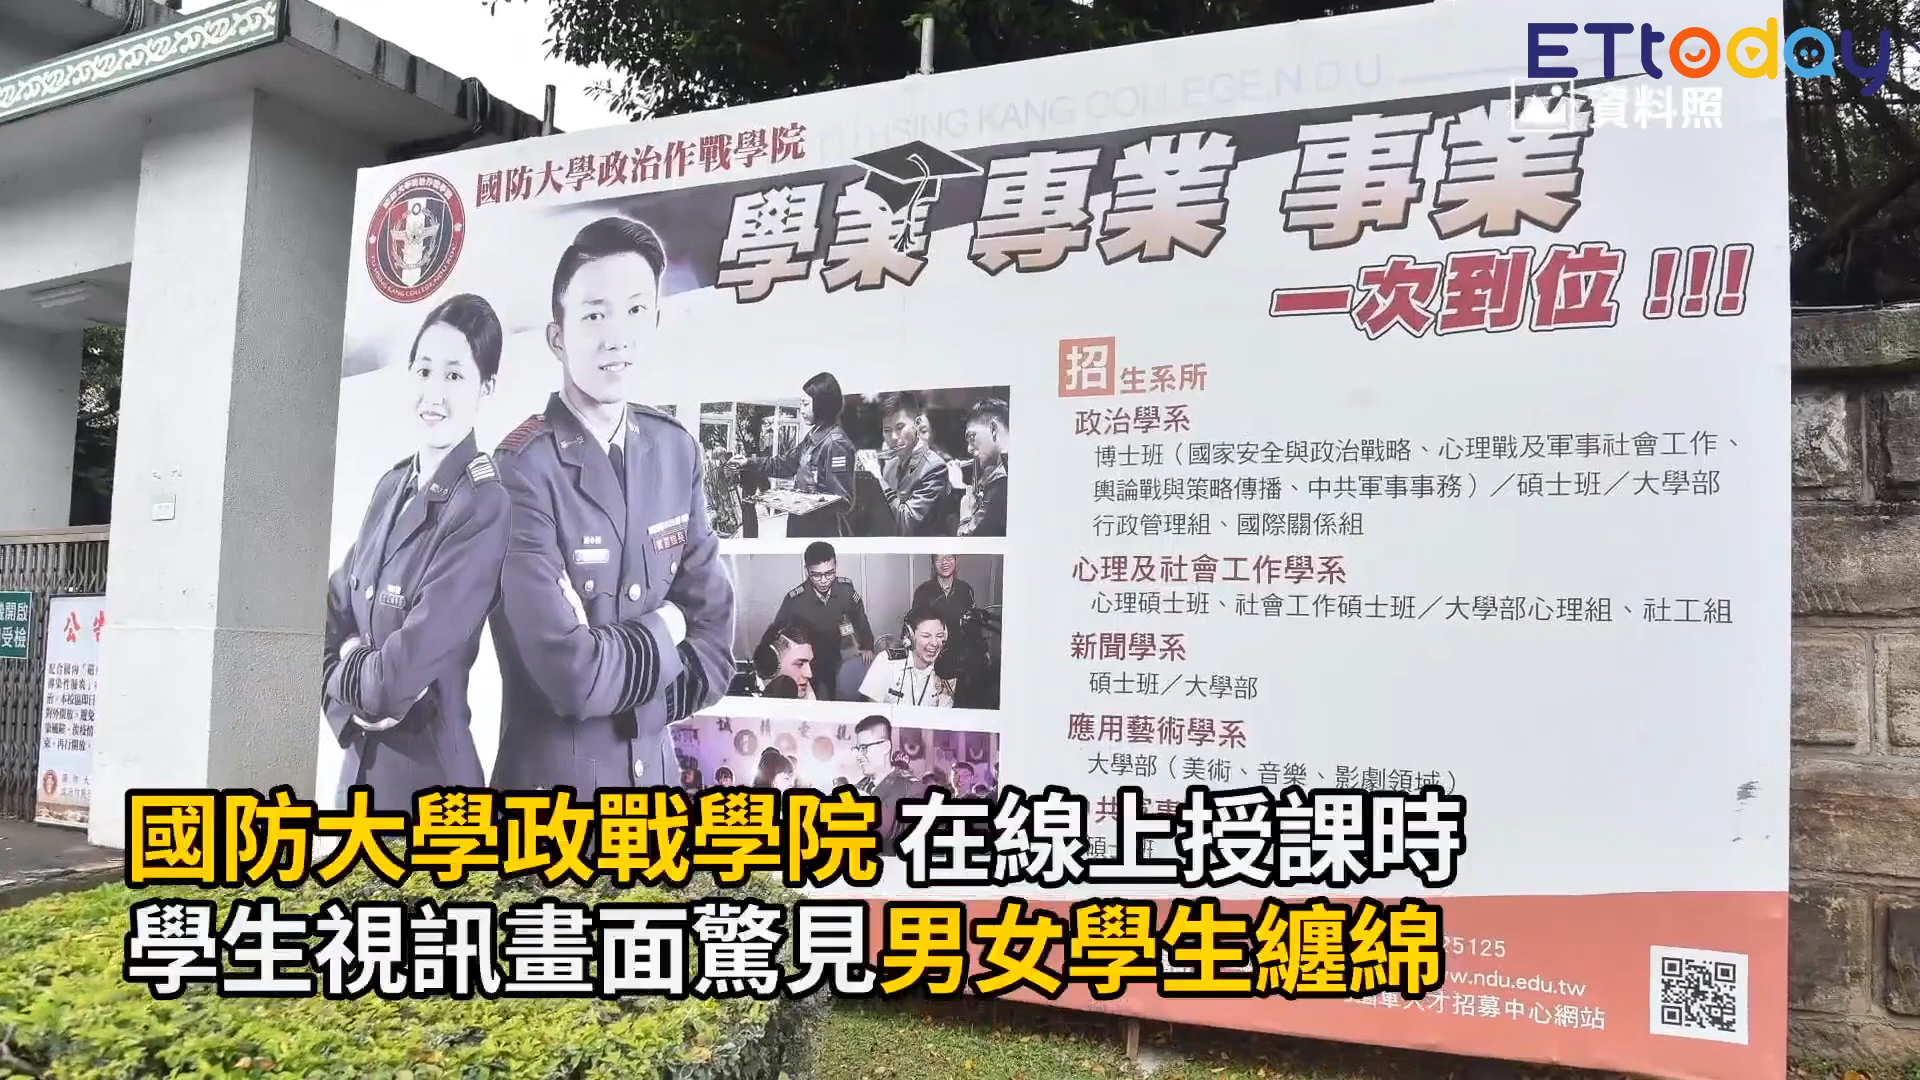 ETtoday
資料照
FU HSING KANG COLLEGE,N.D.U.
國防大學政治作戰學院
學業 專業 事業
一次到位!!!
招生系所
政治學系
博士班(國家安全與政治戰略、心理戰及軍事社會工作、
輿論戰與策略傳播、中共軍事事務)/碩士班/大學部
行政管理組、國際關係組
心理及社會工作學系
心理碩士班、社會工作碩士班/大學部心理組、社工組
新聞學系
碩士班/大學部
應用藝術學系
大學部(美術、音樂、影劇領域)
國防大學政戰學院 在線上授課時
學生視訊畫面驚見男女學生纏綿
25125
www.ndu.edu.tw
國軍人才招募中心網站
開啟
受檢